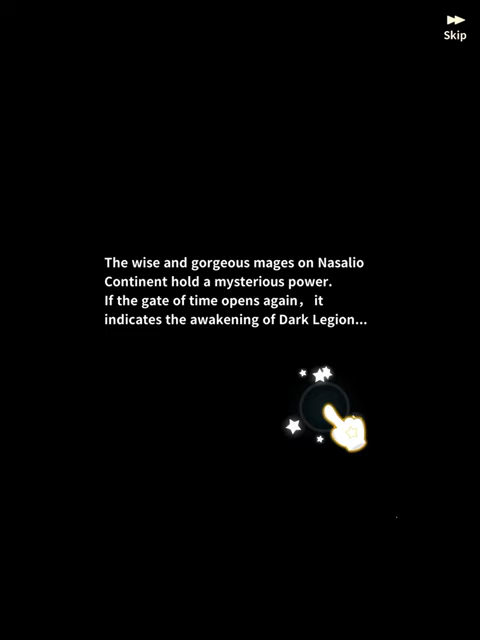 Skip
The wise and gorgeous mages on Nasalio
Continent hold a mysterious power.
If the gate of time opens again， it
indicates the awakening of Dark Legion...